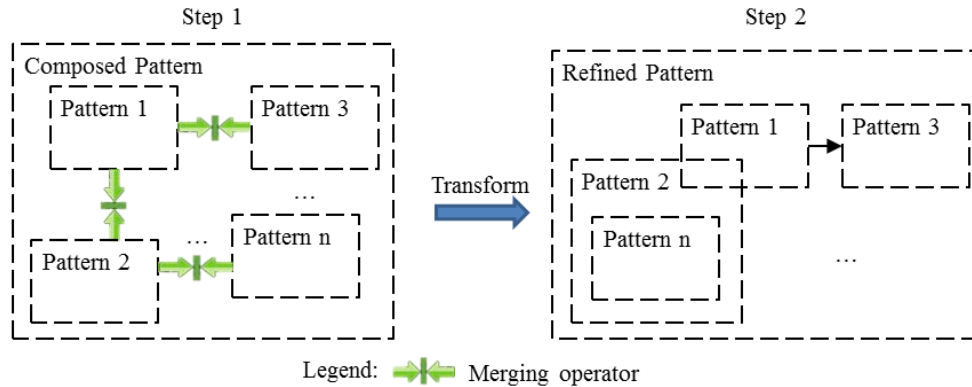 Step 1
Step 2
Composed Pattern
Pattern 1
Pattern 3
...
Pattern 2
...
Pattern n
Transform
Refined Pattern
Pattern 1
Pattern 3
Pattern 2
Pattern n
...
Legend:
Merging operator